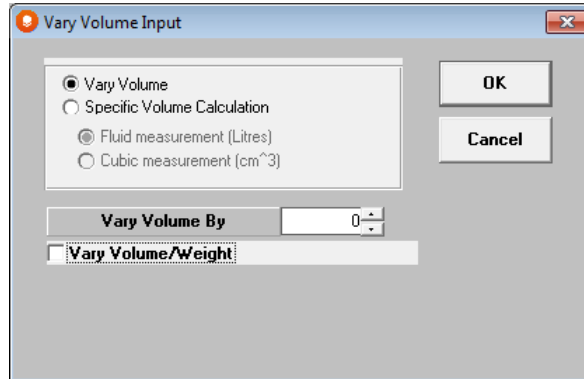 Vary Volume Input
Vary Volume
Specific Volume Calculation
Fluid measurement (Litres)
Cubic measurement (cm^3)
OK
Cancel
Vary Volume By
0
Vary Volume/Weight